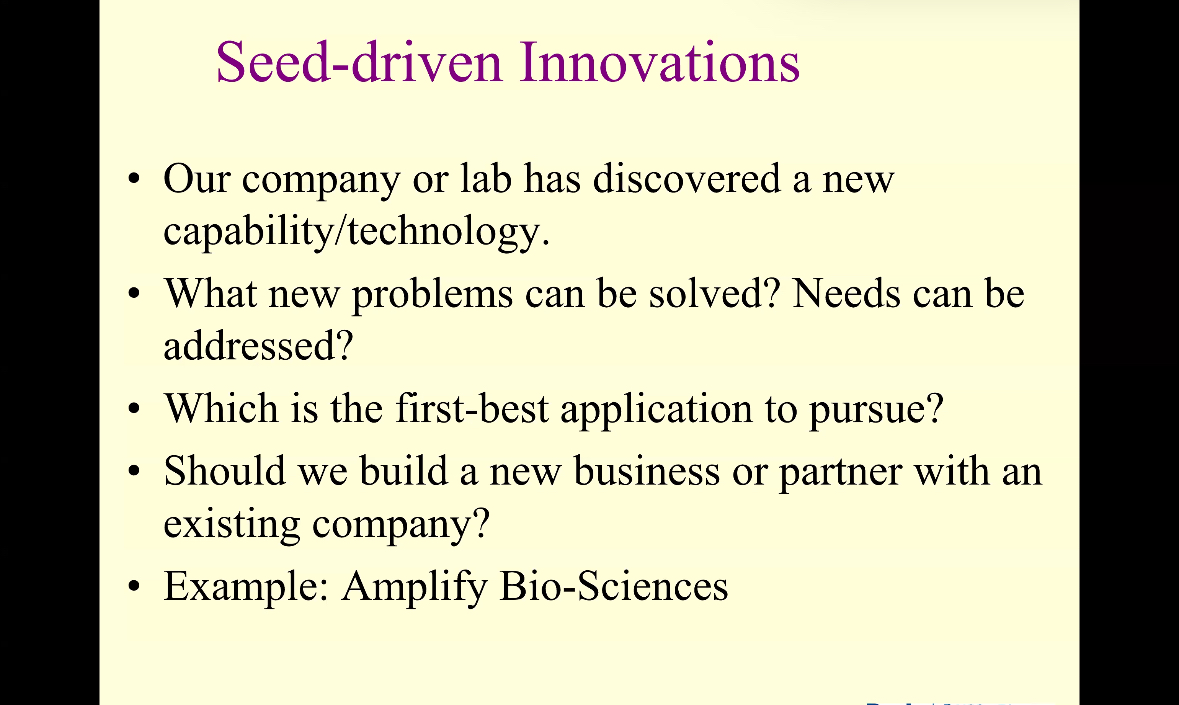 Seed-driven Innovations
• Our company or lab has discovered a new
capability/technology.
• What new problems can be solved? Needs can be
addressed?
• Which is the first-best application to pursue?
• Should we build a new business or partner with an
existing company?
• Example: Amplify Bio-Sciences